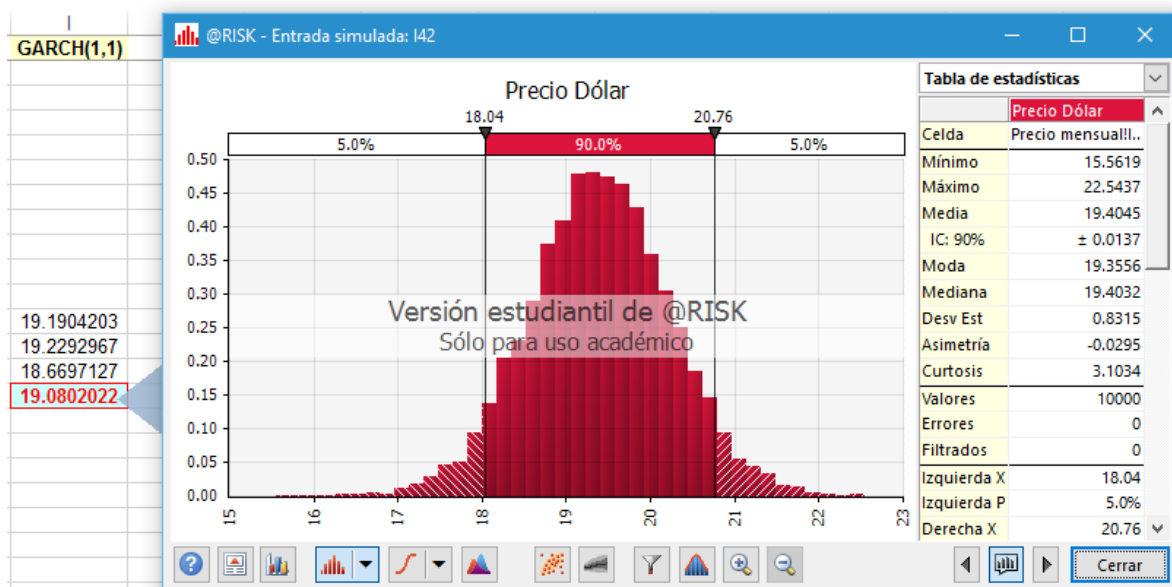 I
GARCH(1,1)
19.1904203
19.2292967
18.6697127
19.0802022
@RISK - Entrada simulada: I42
Precio Dólar
18.04 20.76
5.0% 90.0% 5.0%
0.50
0.45
0.40
0.35
0.30
0.25
0.20
0.15
0.10
0.05
0.00
15 16 17 18 19 20 21 22 23
Versión estudiantil de @RISK
Sólo para uso académico
Tabla de estadísticas
Precio Dólar
Celda Precio mensual!I..
Mínimo 15.5619
Máximo 22.5437
Media 19.4045
IC: 90% ± 0.0137
Moda 19.3556
Mediana 19.4032
Desv Est 0.8315
Asimetría -0.0295
Curtosis 3.1034
Valores 10000
Errores 0
Filtrados 0
Izquierda X 18.04
Izquierda P 5.0%
Derecha X 20.76
Cerrar